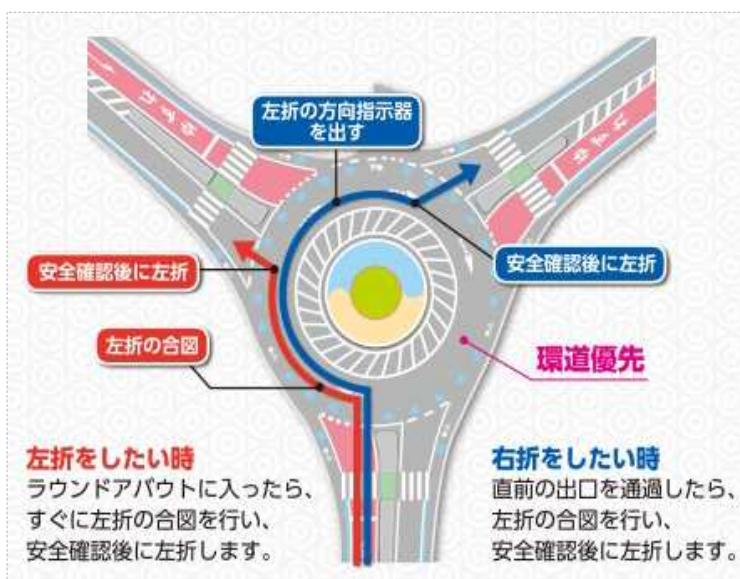 左折の方向指示器
を出す
安全確認後に左折
安全確認後に左折
左折の合図
環道優先
左折をしたい時
ラウンドアバウトに入ったら、
すぐに左折の合図を行い、
安全確認後に左折します。
右折をしたい時
直前の出口を通過したら、
左折の合図を行い、
安全確認後に左折します。
ゆずれ
ゆずれ